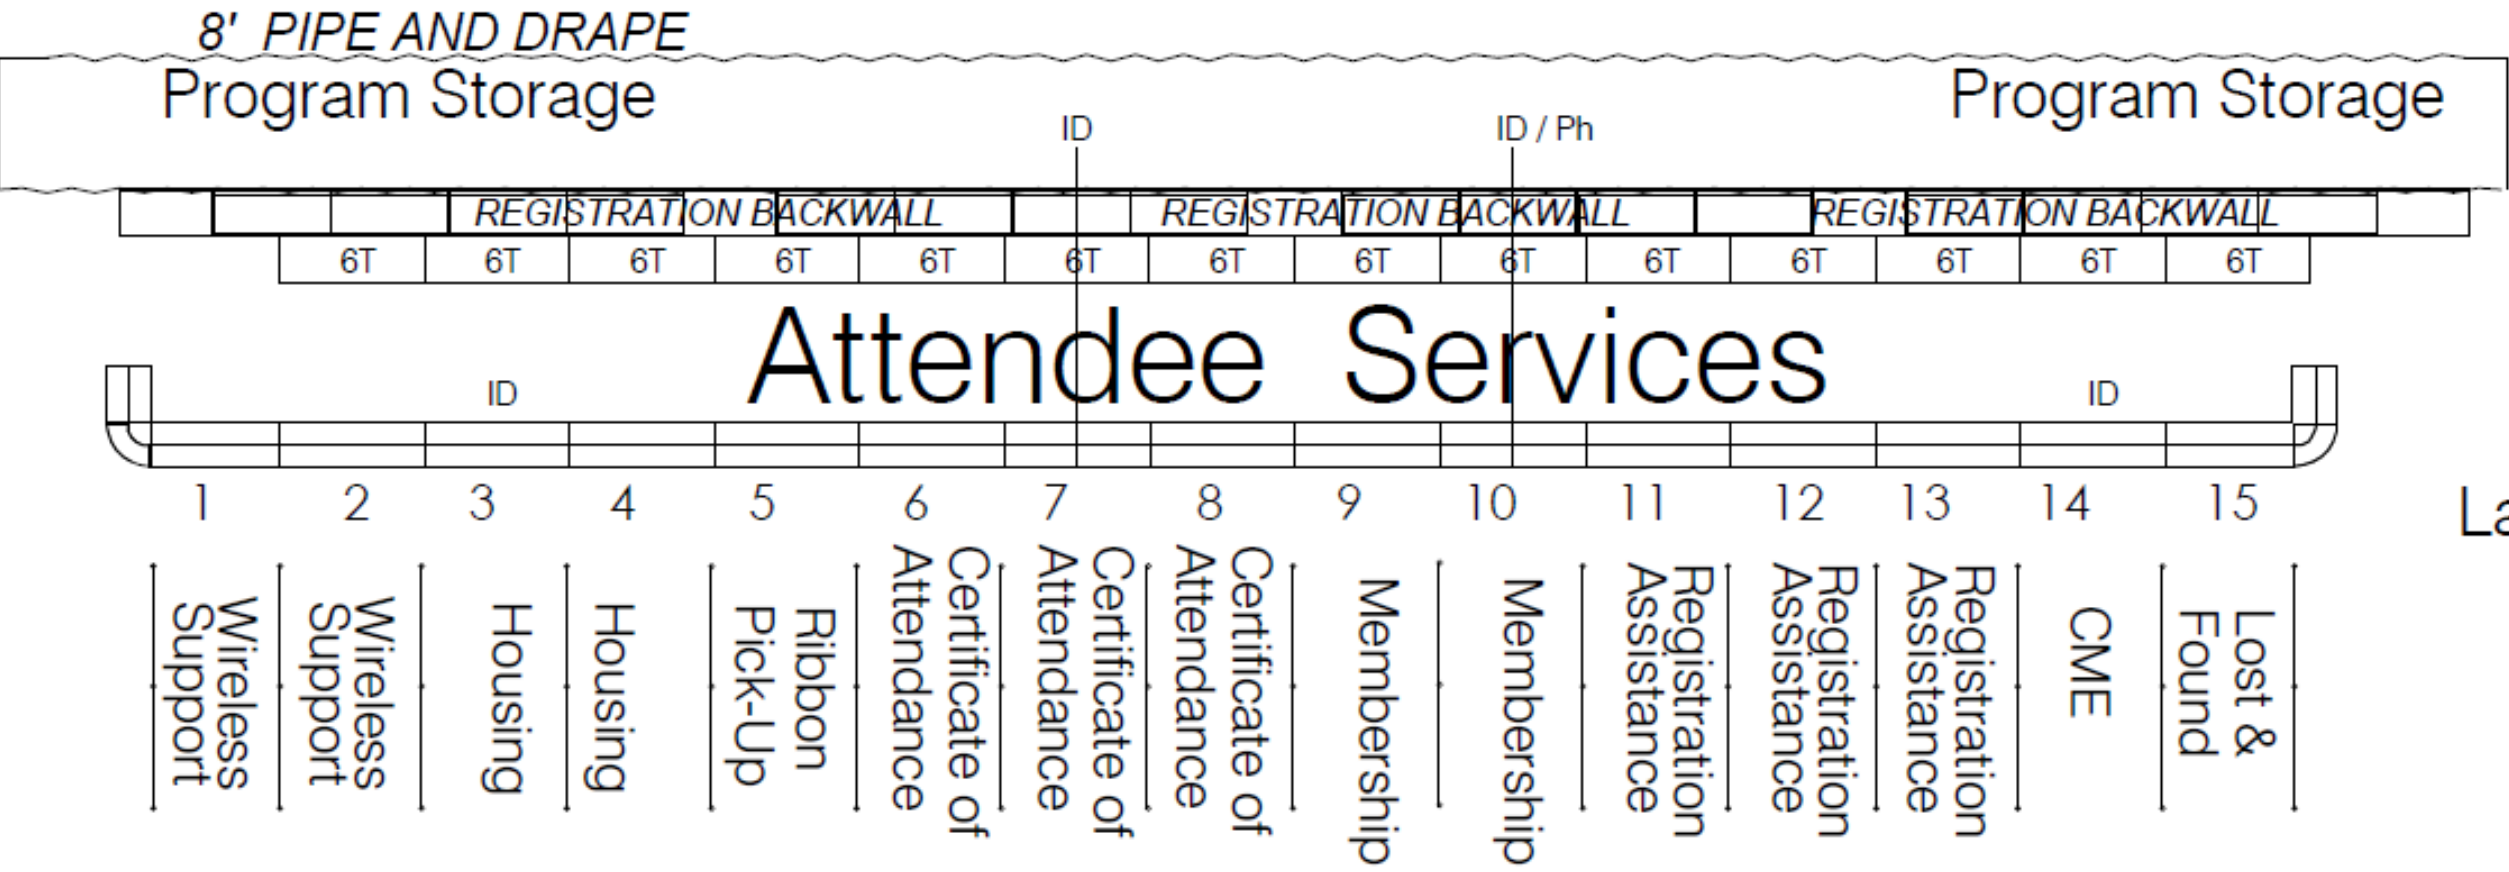 8' PIPE AND DRAPE
Program Storage
Program Storage
ID
ID / Ph
REGISTRATION BACKWALL
REGISTRATION BACKWALL
REGISTRATION BACKWALL
6T 6T 6T 6T 6T 6T 6T 6T 6T 6T 6T 6T 6T 6T
Attendee Services
ID
ID
1 2 3 4 5 6 7 8 9 10 11 12 13 14 15
Wireless
Support
Wireless
Support
Housing
Housing
Ribbon
Pick-Up
Certificate of
Attendance
Certificate of
Attendance
Certificate of
Attendance
Membership
Membership
Registration
Assistance
Registration
Assistance
Registration
Assistance
CME
Lost &
Found